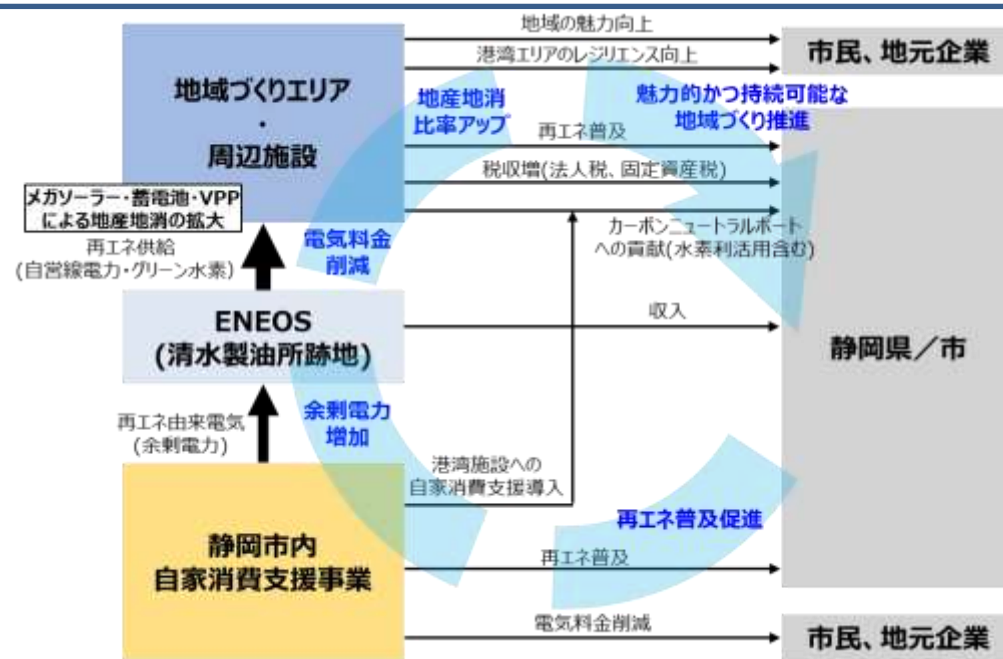 地域の魅力向上
港湾エリアのレジリエンス向上
市民、地元企業
地域づくりエリア
・
周辺施設
地産地消
比率アップ
魅力的かつ持続可能な
地域づくり推進
再エネ普及
税収増(法人税、固定資産税)
メガソーラー・蓄電池・VPP
による地産地消の拡大
カーボンニュートラルポート
への貢献(水素利活用含む)
再エネ供給
(自営線電力・グリーン水素)
電気料金
削減
ENEOS
(清水製油所跡地)
収入
静岡県／市
再エネ由来電気
(余剰電力)
余剰電力
増加
港湾施設への
自家消費支援導入
再エネ普及促進
静岡市内
自家消費支援事業
再エネ普及
電気料金削減
市民、地元企業